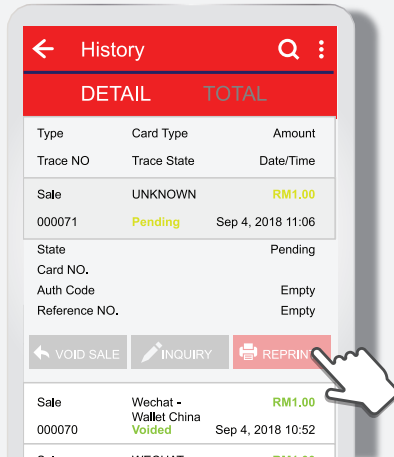 History
DETAIL TOTAL
Type Card Type Amount
Trace NO Trace State Date/Time
Sale UNKNOWN RM1.00
000071 Pending Sep 4, 2018 11:06
State Pending
Card NO.
Auth Code Empty
Reference NO. Empty
VOID SALE INQUIRY REPRINT
Sale Wechat - RM1.00
Wallet China
000070 Voided Sep 4, 2018 10:52